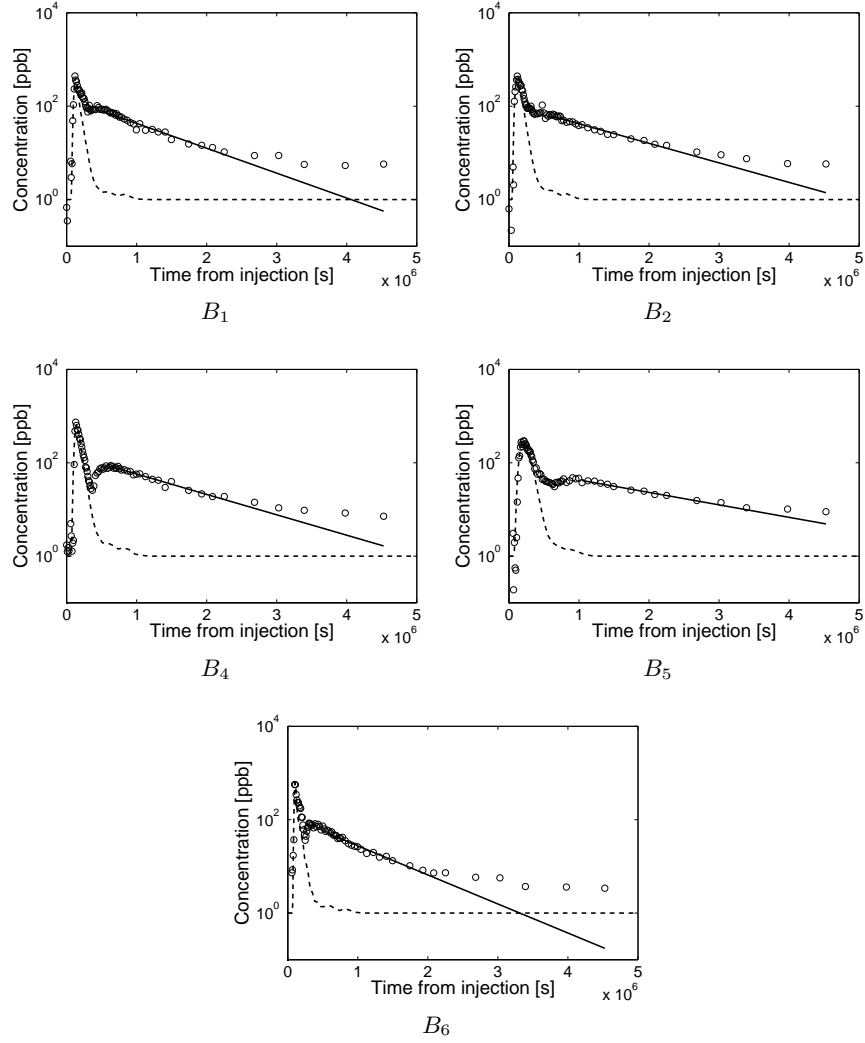 Concentration [ppb]
10^4
10^2
10^0
0 1 2 3 4 5
Time from injection [s]
x 10^6
B_1
Concentration [ppb]
10^4
10^2
10^0
0 1 2 3 4 5
Time from injection [s]
x 10^6
B_2
Concentration [ppb]
10^4
10^2
10^0
0 1 2 3 4 5
Time from injection [s]
x 10^6
B_4
Concentration [ppb]
10^4
10^2
10^0
0 1 2 3 4 5
Time from injection [s]
x 10^6
B_5
Concentration [ppb]
10^4
10^2
10^0
0 1 2 3 4 5
Time from injection [s]
x 10^6
B_6